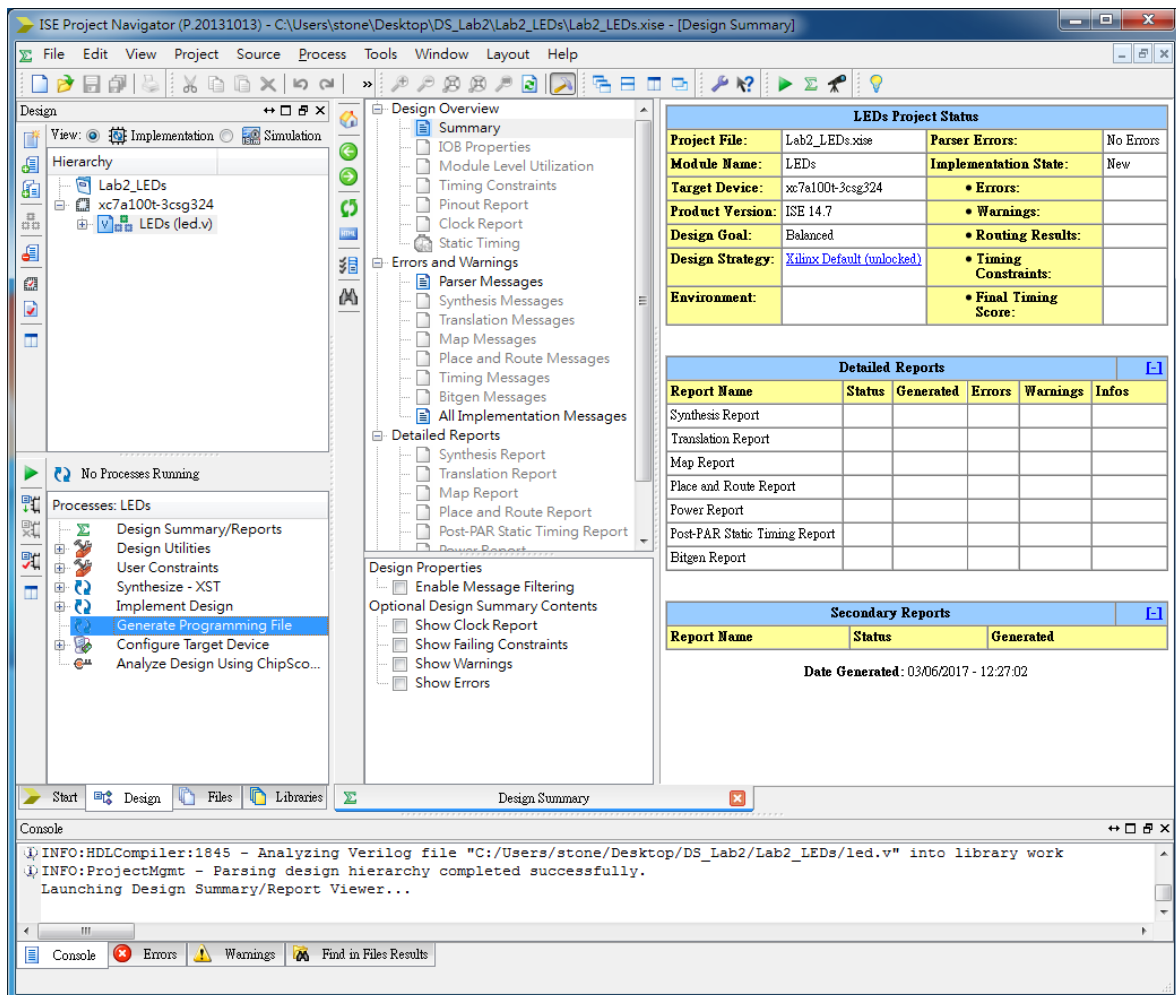 ISE Project Navigator (P.20131013) - C:\Users\stone\Desktop\DS_Lab2\Lab2_LEDs\Lab2_LEDs.xise - [Design Summary]
File Edit View Project Source Process Tools Window Layout Help
Design
View: Implementation Simulation
Hierarchy
Lab2_LEDs
xc7a100t-3csg324
LEDs (led.v)
No Processes Running
Processes: LEDs
Design Summary/Reports
Design Utilities
User Constraints
Synthesize - XST
Implement Design
Generate Programming File
Configure Target Device
Analyze Design Using ChipSco...
Start Design Files Libraries
Design Overview
Summary
IOB Properties
Module Level Utilization
Timing Constraints
Pinout Report
Clock Report
Static Timing
Errors and Warnings
Parser Messages
Synthesis Messages
Translation Messages
Map Messages
Place and Route Messages
Timing Messages
Bitgen Messages
All Implementation Messages
Detailed Reports
Synthesis Report
Translation Report
Map Report
Place and Route Report
Post-PAR Static Timing Report
Power Report
Design Properties
Enable Message Filtering
Optional Design Summary Contents
Show Clock Report
Show Failing Constraints
Show Warnings
Show Errors
Design Summary
LEDs Project Status
Project File: Lab2_LEDs.xise Parser Errors: No Errors
Module Name: LEDs Implementation State: New
Target Device: xc7a100t-3csg324 • Errors:
Product Version: ISE 14.7 • Warnings:
Design Goal: Balanced • Routing Results:
Design Strategy: Xilinx Default (unlocked) • Timing
Constraints:
Environment: • Final Timing
Score:
Detailed Reports [-]
Report Name Status Generated Errors Warnings Infos
Synthesis Report
Translation Report
Map Report
Place and Route Report
Power Report
Post-PAR Static Timing Report
Bitgen Report
Secondary Reports [-]
Report Name Status Generated
Date Generated: 03/06/2017 - 12:27:02
Console
INFO:HDLCompiler:1845 - Analyzing Verilog file "C:/Users/stone/Desktop/DS_Lab2/Lab2_LEDs/led.v" into library work
INFO:ProjectMgmt - Parsing design hierarchy completed successfully.
Launching Design Summary/Report Viewer...
Console Errors Warnings Find in Files Results